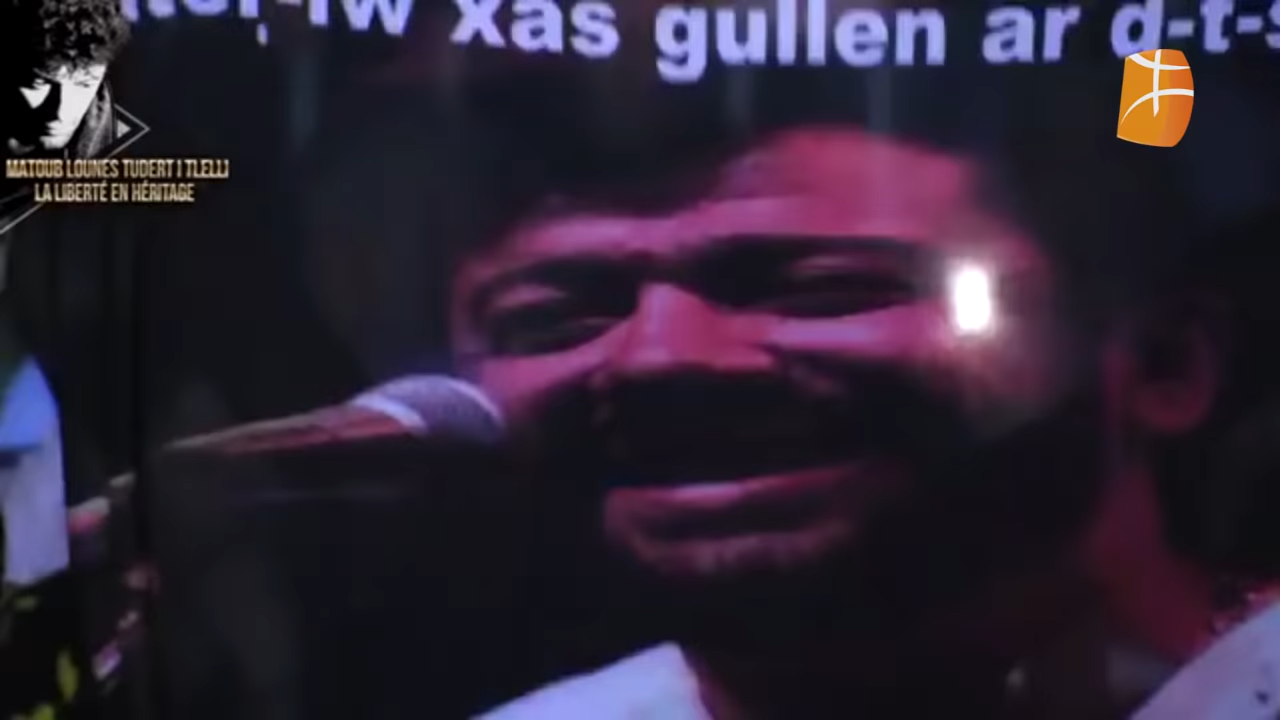 xas gullen ar d-t-s
MATOUB LOUNES TUDERT I TLELLI
LA LIBERTÉ EN HÉRITAGE